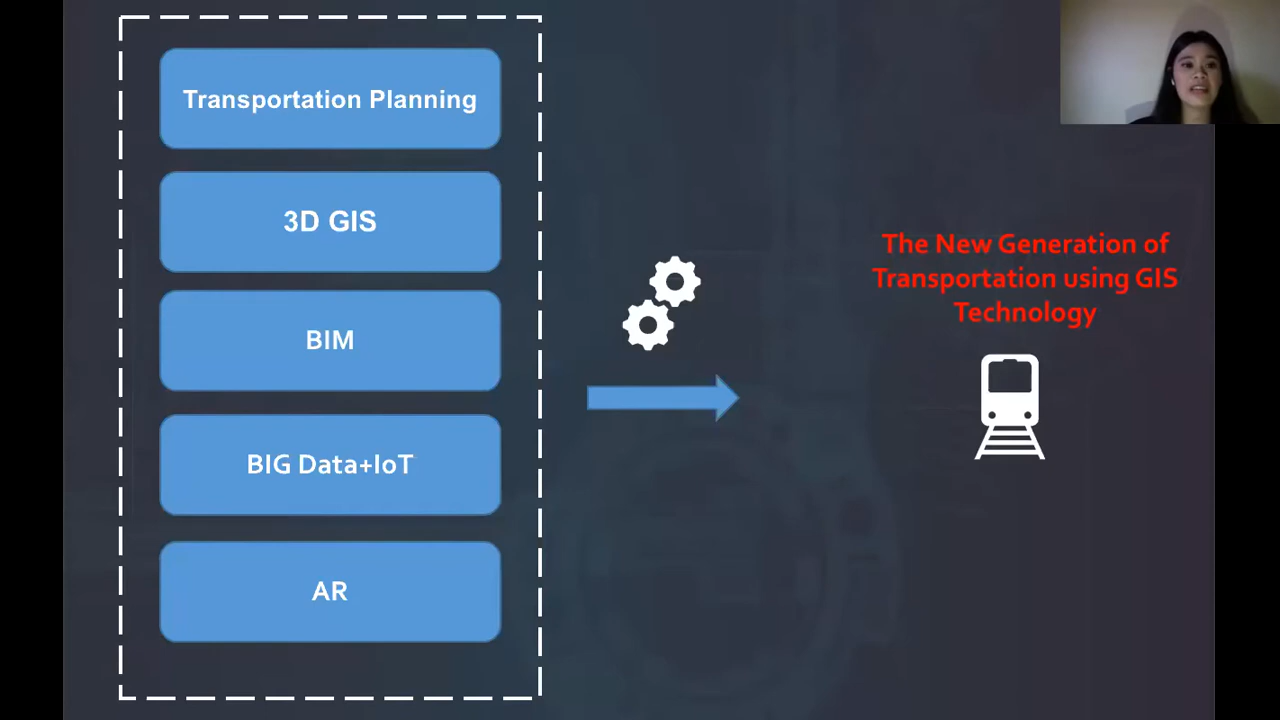 Transportation Planning
3D GIS
BIM
BIG Data+IoT
AR
The New Generation of
Transportation using GIS
Technology